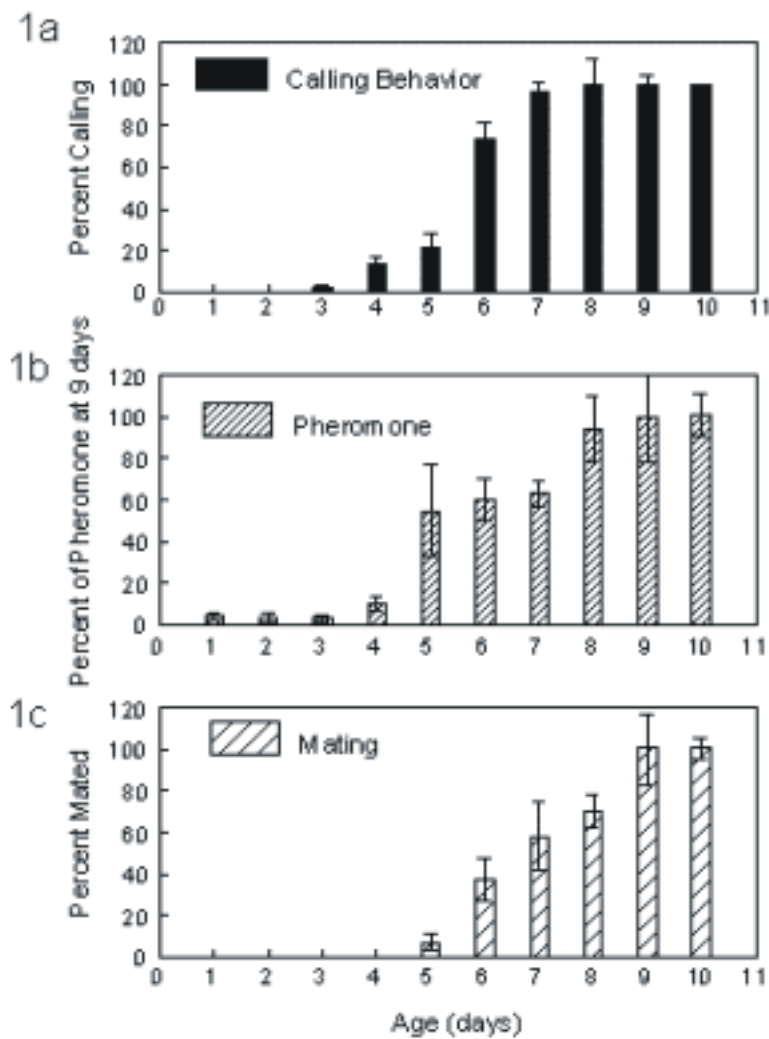 1a
120
100
80
60
40
20
0
Percent Calling
Calling Behavior
0 1 2 3 4 5 6 7 8 9 10 11
1b
120
100
80
60
40
20
0
Percent of Pheromone at 9 days
Pheromone
0 1 2 3 4 5 6 7 8 9 10 11
1c
120
100
80
60
40
20
0
Percent Mated
Mating
0 1 2 3 4 5 6 7 8 9 10 11
Age (days)